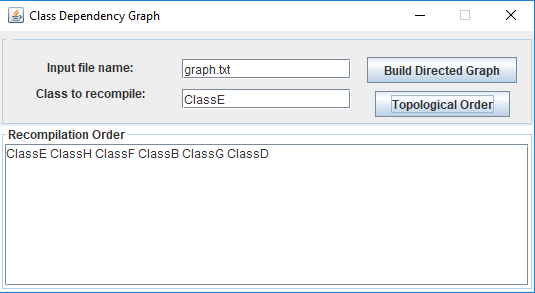 Class Dependency Graph
Input file name: graph.txt Build Directed Graph
Class to recompile: ClassE Topological Order
Recompilation Order
ClassE ClassH ClassF ClassB ClassG ClassD